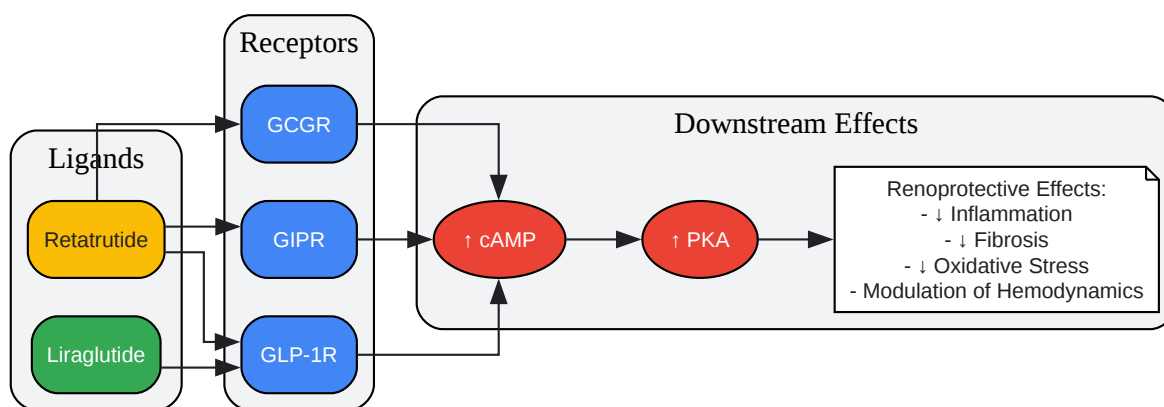 Ligands
Retatrutide
Liraglutide
Receptors
GCGR
GIPR
GLP-1R
Downstream Effects
↑ cAMP
↑ PKA
Renoprotective Effects:
- ↓ Inflammation
- ↓ Fibrosis
- ↓ Oxidative Stress
- Modulation of Hemodynamics